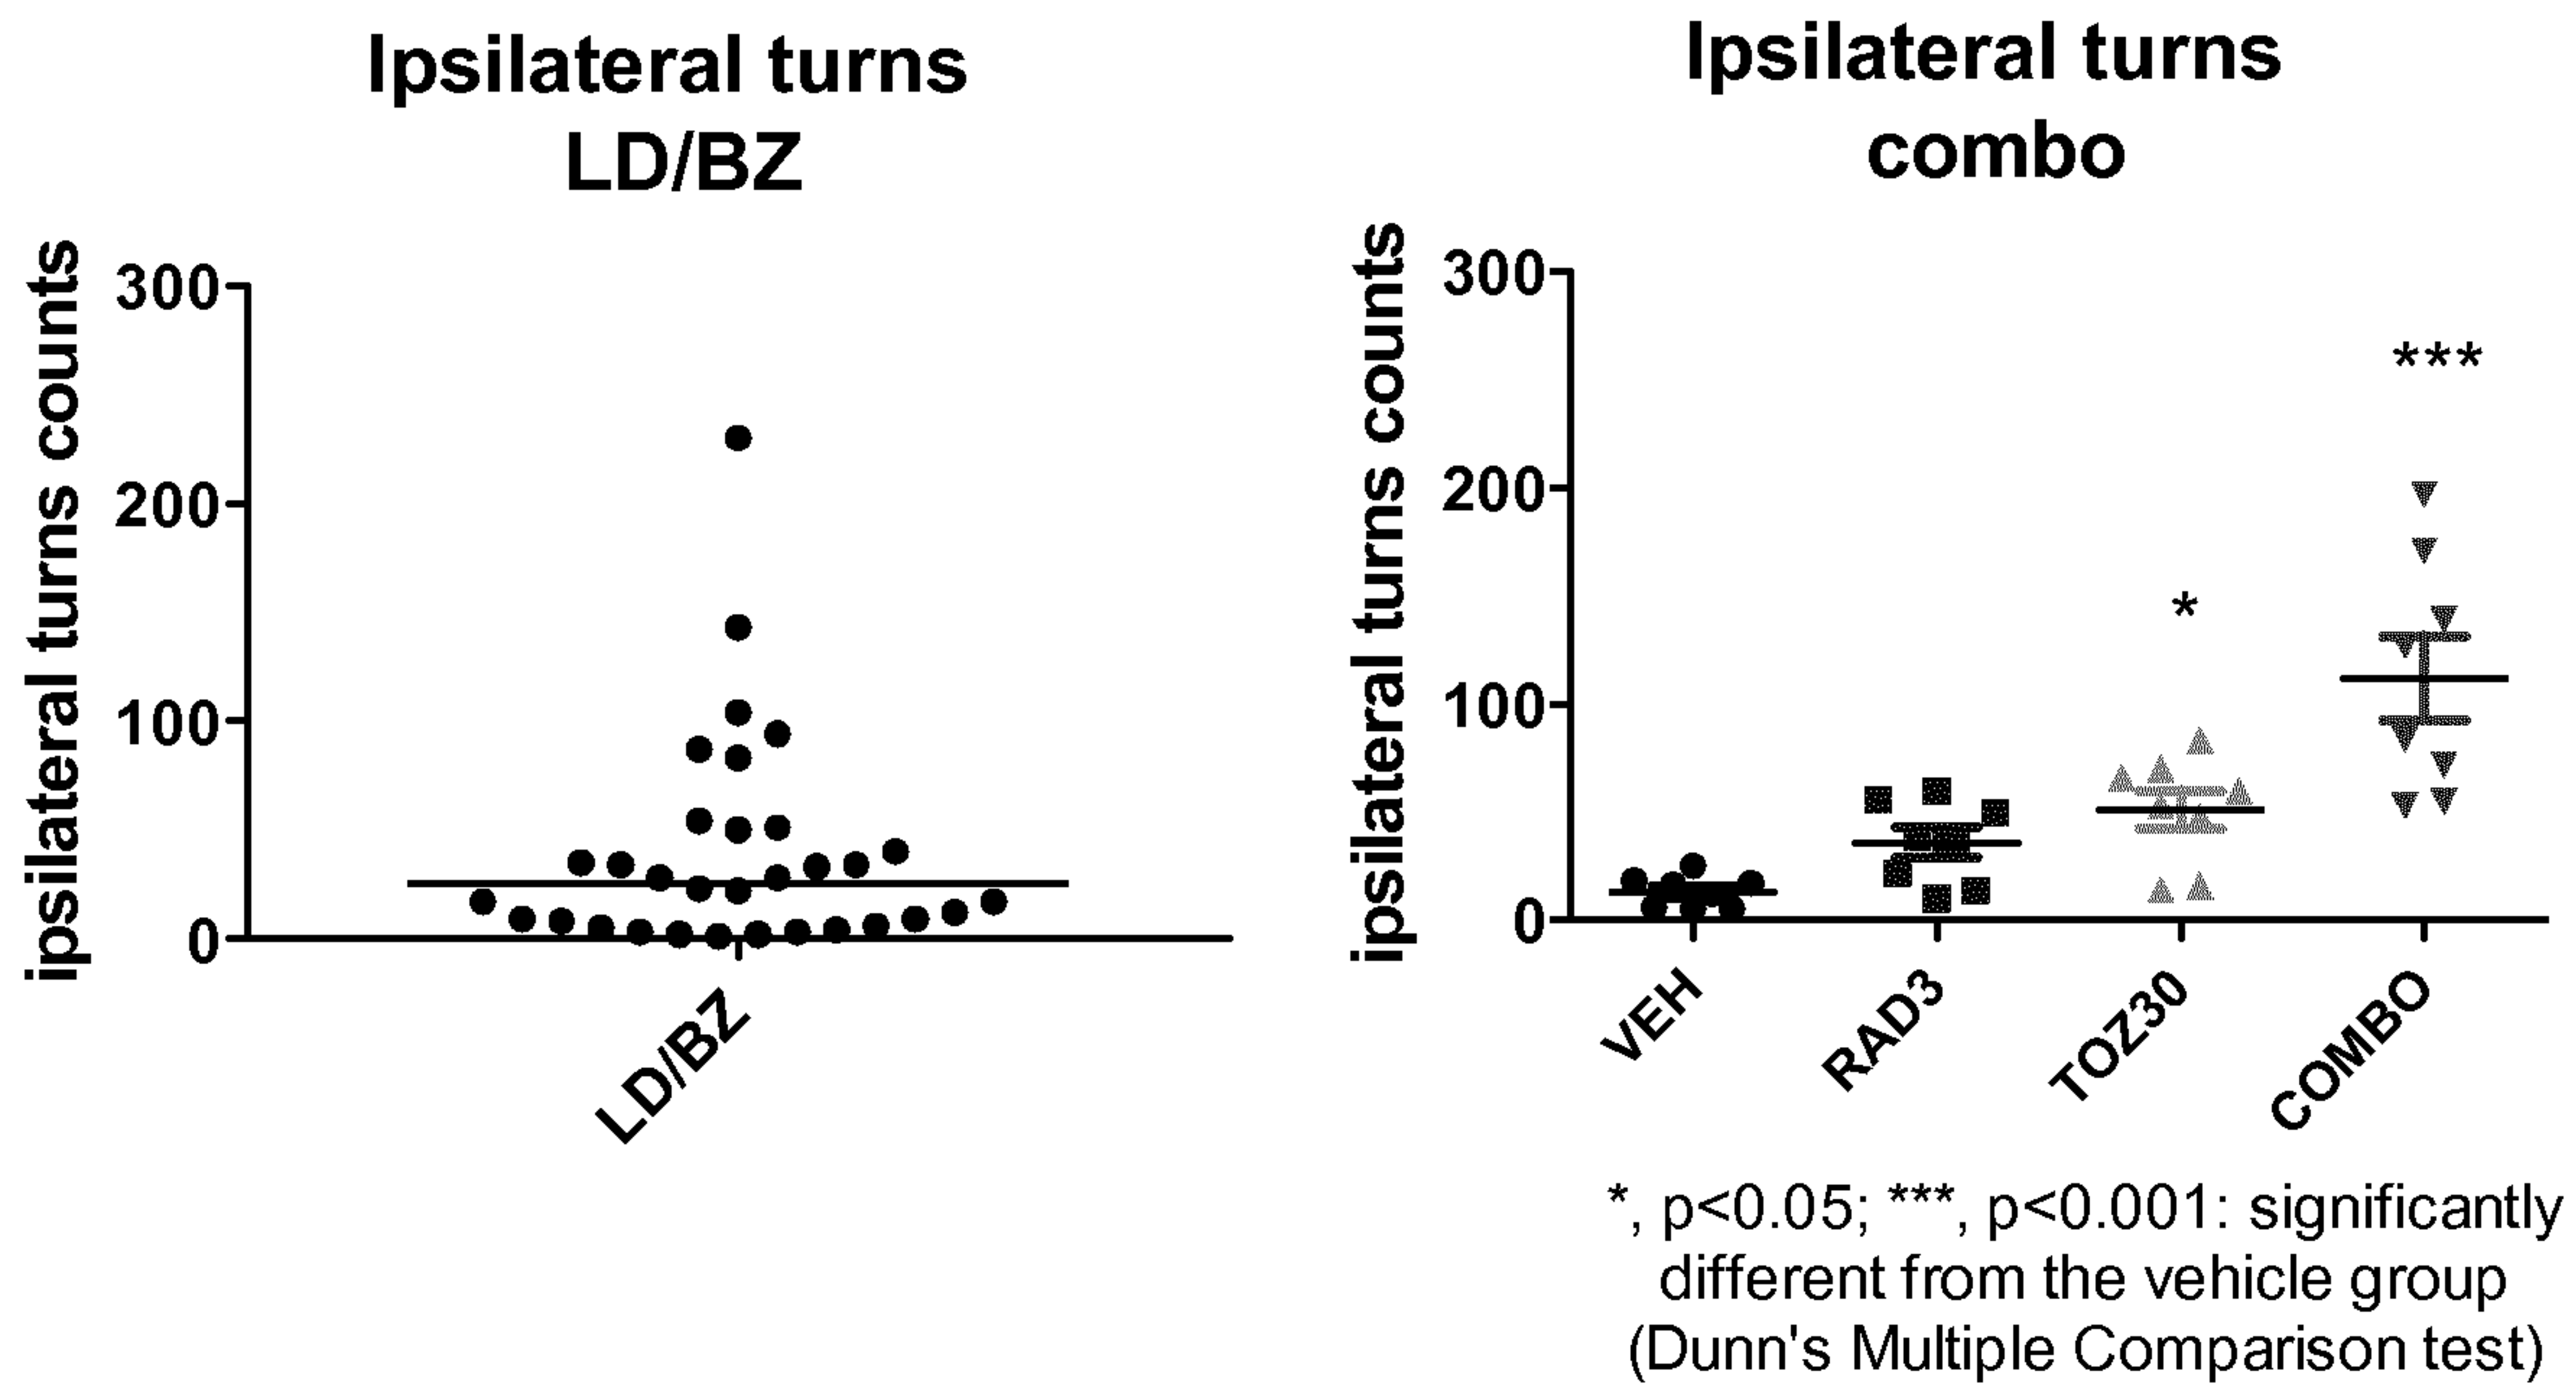 Ipsilateral turns
LD/BZ
ipsilateral turns counts
300
200
100
0
LD/BZ
Ipsilateral turns
combo
ipsilateral turns counts
300
200
100
0
***
*
VEH
RAD3
TOZ30
COMBO
*, p<0.05; ***, p<0.001: significantly
different from the vehicle group
(Dunn's Multiple Comparison test)